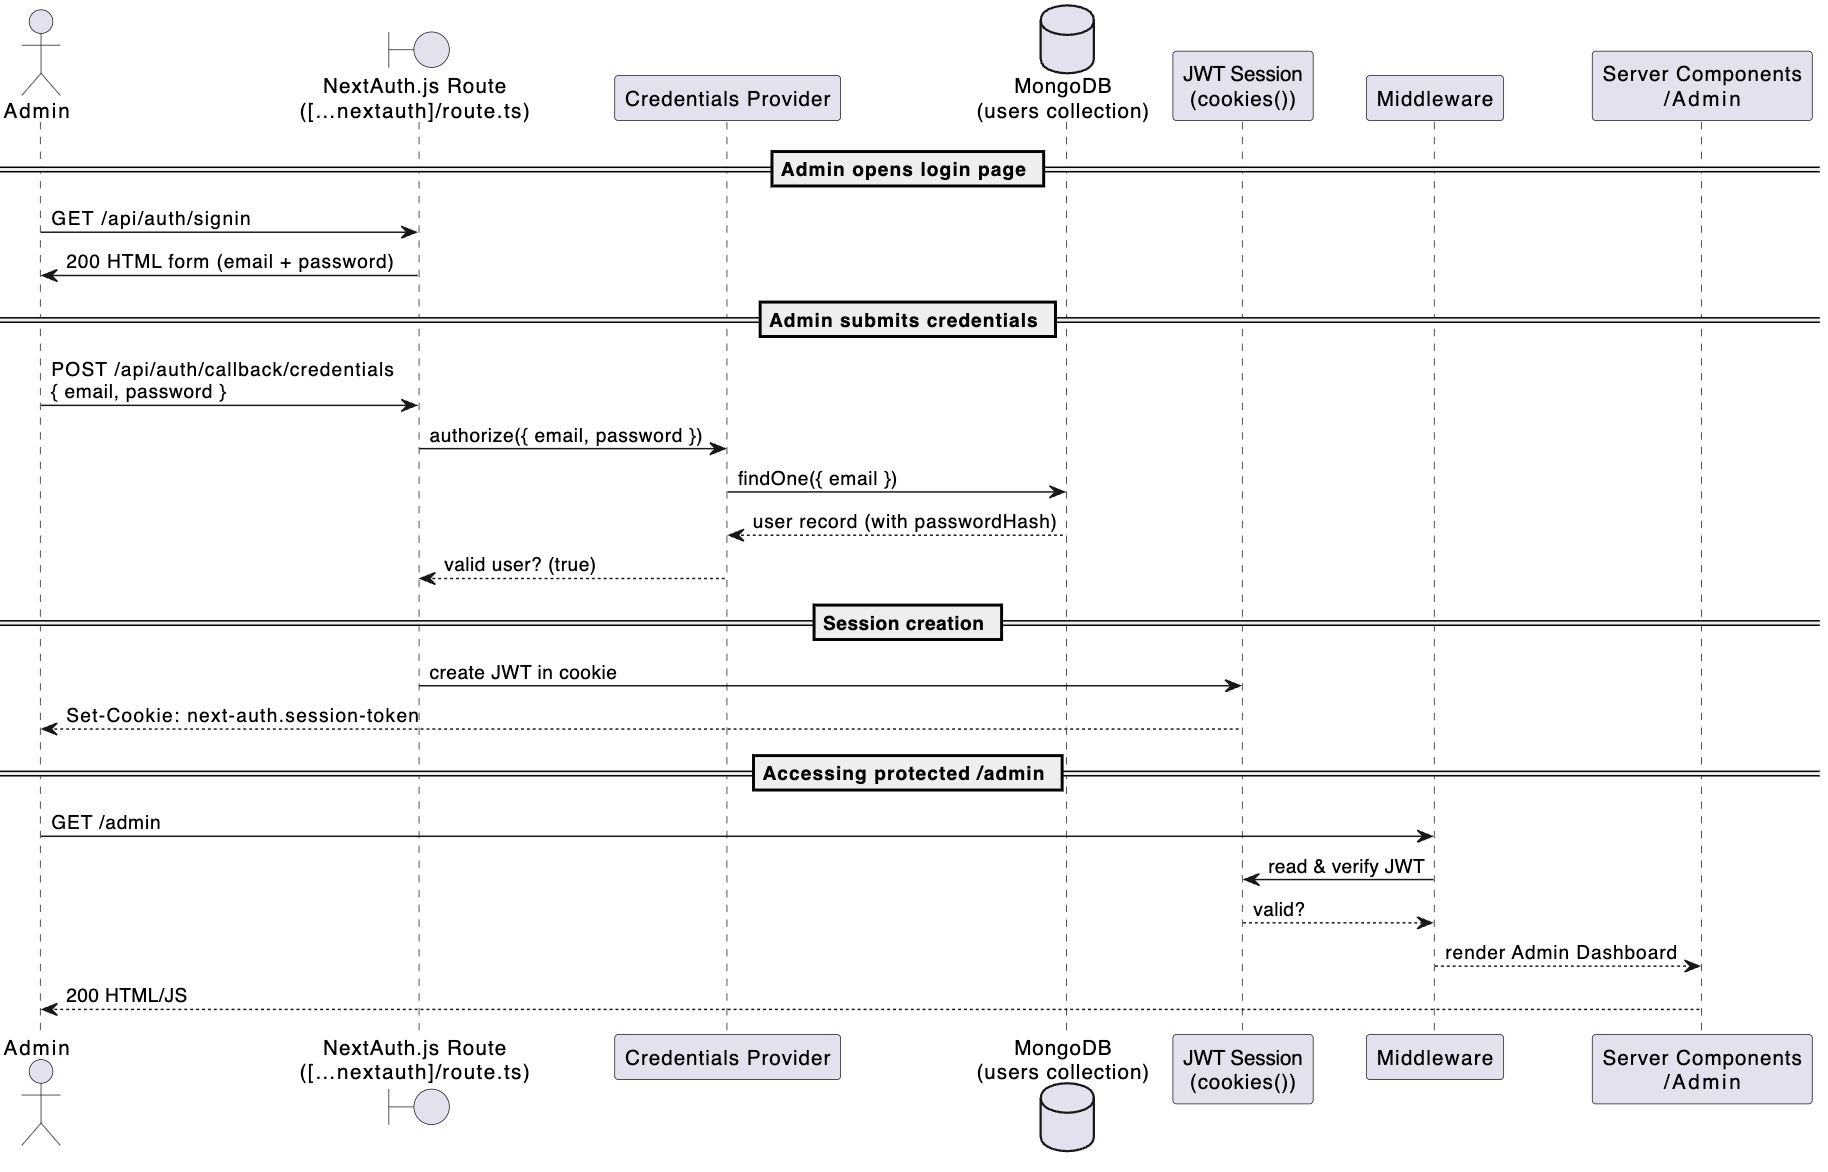 Admin
NextAuth.js Route
([...nextauth]/route.ts)
Credentials Provider
MongoDB
(users collection)
JWT Session
(cookies())
Middleware
Server Components
/Admin
Admin opens login page
GET /api/auth/signin
200 HTML form (email + password)
Admin submits credentials
POST /api/auth/callback/credentials
{ email, password }
authorize({ email, password })
findOne({ email })
user record (with passwordHash)
valid user? (true)
Session creation
create JWT in cookie
Set-Cookie: next-auth.session-token
Accessing protected /admin
GET /admin
read & verify JWT
valid?
render Admin Dashboard
200 HTML/JS
Admin
NextAuth.js Route
([...nextauth]/route.ts)
Credentials Provider
MongoDB
(users collection)
JWT Session
(cookies())
Middleware
Server Components
/Admin